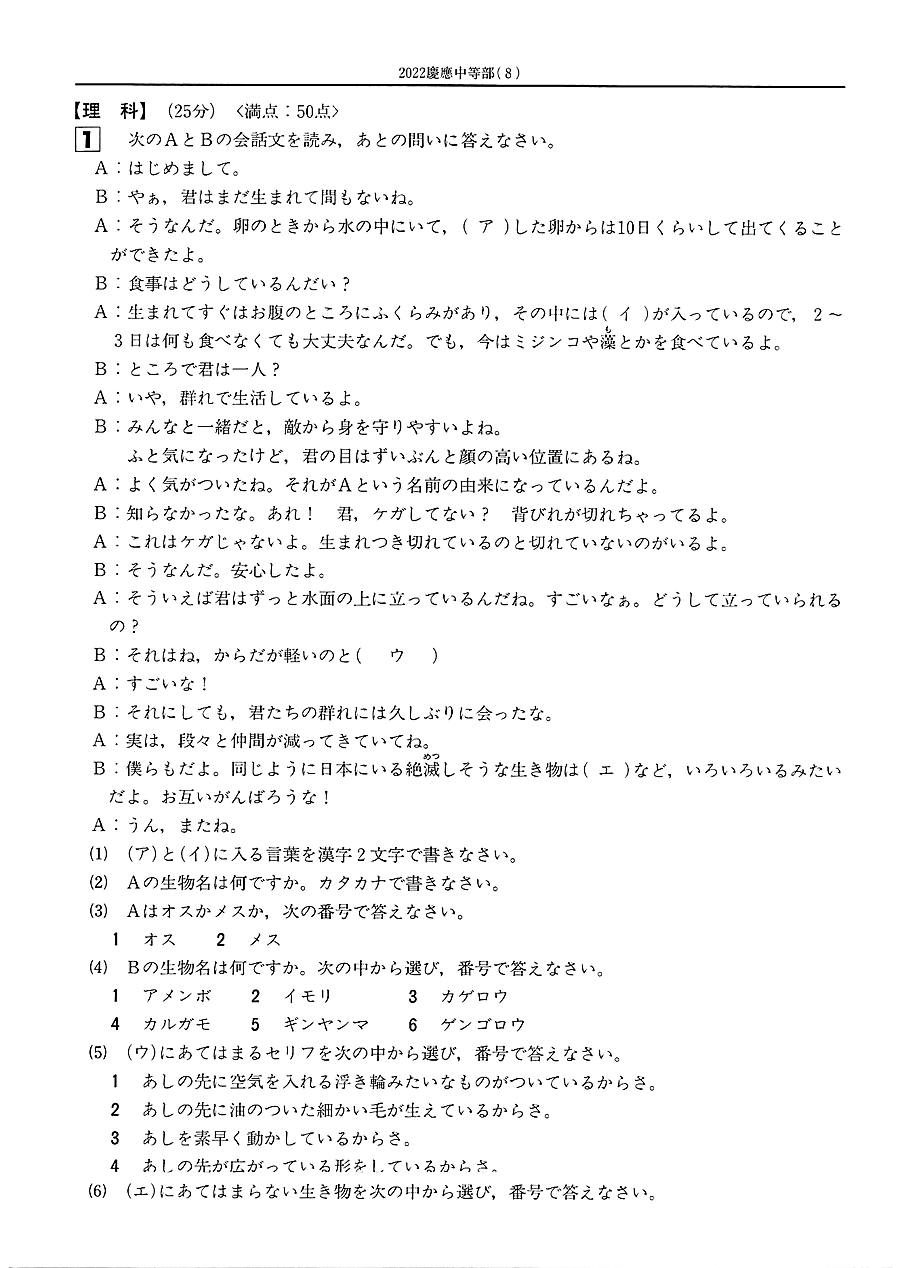 2022慶應中等部(8)
【理 科】 (25分) 〈満点:50点〉
1 次のAとBの会話文を読み,あとの問いに答えなさい。
A:はじめまして。
B:やぁ,君はまだ生まれて間もないね。
A:そうなんだ。卵のときから水の中にいて,( ア )した卵からは10日くらいして出てくること
ができたよ。
B:食事はどうしているんだい?
A:生まれてすぐはお腹のところにふくらみがあり,その中には( イ )が入っているので,2~
3日は何も食べなくても大丈夫なんだ。でも,今はミジンコや藻とかを食べているよ。
B:ところで君は一人?
A:いや,群れで生活しているよ。
B:みんなと一緒だと,敵から身を守りやすいよね。
ふと気になったけど,君の目はずいぶんと顔の高い位置にあるね。
A:よく気がついたね。それがAという名前の由来になっているんだよ。
B:知らなかったな。あれ! 君,ケガしてない? 背びれが切れちゃってるよ。
A:これはケガじゃないよ。生まれつき切れているのと切れていないのがいるよ。
B:そうなんだ。安心したよ。
A:そういえば君はずっと水面の上に立っているんだね。すごいなぁ。どうして立っていられる
の?
B:それはね,からだが軽いのと( ウ )
A:すごいな!
B:それにしても,君たちの群れには久しぶりに会ったな。
A:実は,段々と仲間が減ってきていてね。
B:僕らもだよ。同じように日本にいる絶滅しそうな生き物は( エ )など,いろいろいるみたい
だよ。お互いがんばろうな!
A:うん,またね。
(1) (ア)と(イ)に入る言葉を漢字2文字で書きなさい。
(2) Aの生物名は何ですか。カタカナで書きなさい。
(3) Aはオスかメスか,次の番号で答えなさい。
1 オス 2 メス
(4) Bの生物名は何ですか。次の中から選び,番号で答えなさい。
1 アメンボ 2 イモリ 3 カゲロウ
4 カルガモ 5 ギンヤンマ 6 ゲンゴロウ
(5) (ウ)にあてはまるセリフを次の中から選び,番号で答えなさい。
1 あしの先に空気を入れる浮き輪みたいなものがついているからさ。
2 あしの先に油のついた細かい毛が生えているからさ。
3 あしを素早く動かしているからさ。
4 あしの先が広がっている形をしているからさ。
(6) (エ)にあてはまらない生き物を次の中から選び,番号で答えなさい。